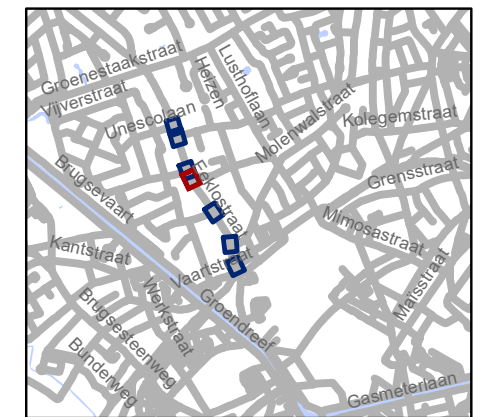 Groenestaakstraat
Heizen
Lusthoflaan
Vijverstraat
Unescolaan
Molenwalstraat
Kolegemstraat
Brugsevaart
Eeklostraat
Grensstraat
Mimosastraat
Kantstraat
Vaartstraat
Maisstraat
Werkstraat
Groendreef
Brugsesteenweg
Bunderweg
Gasmeterlaan